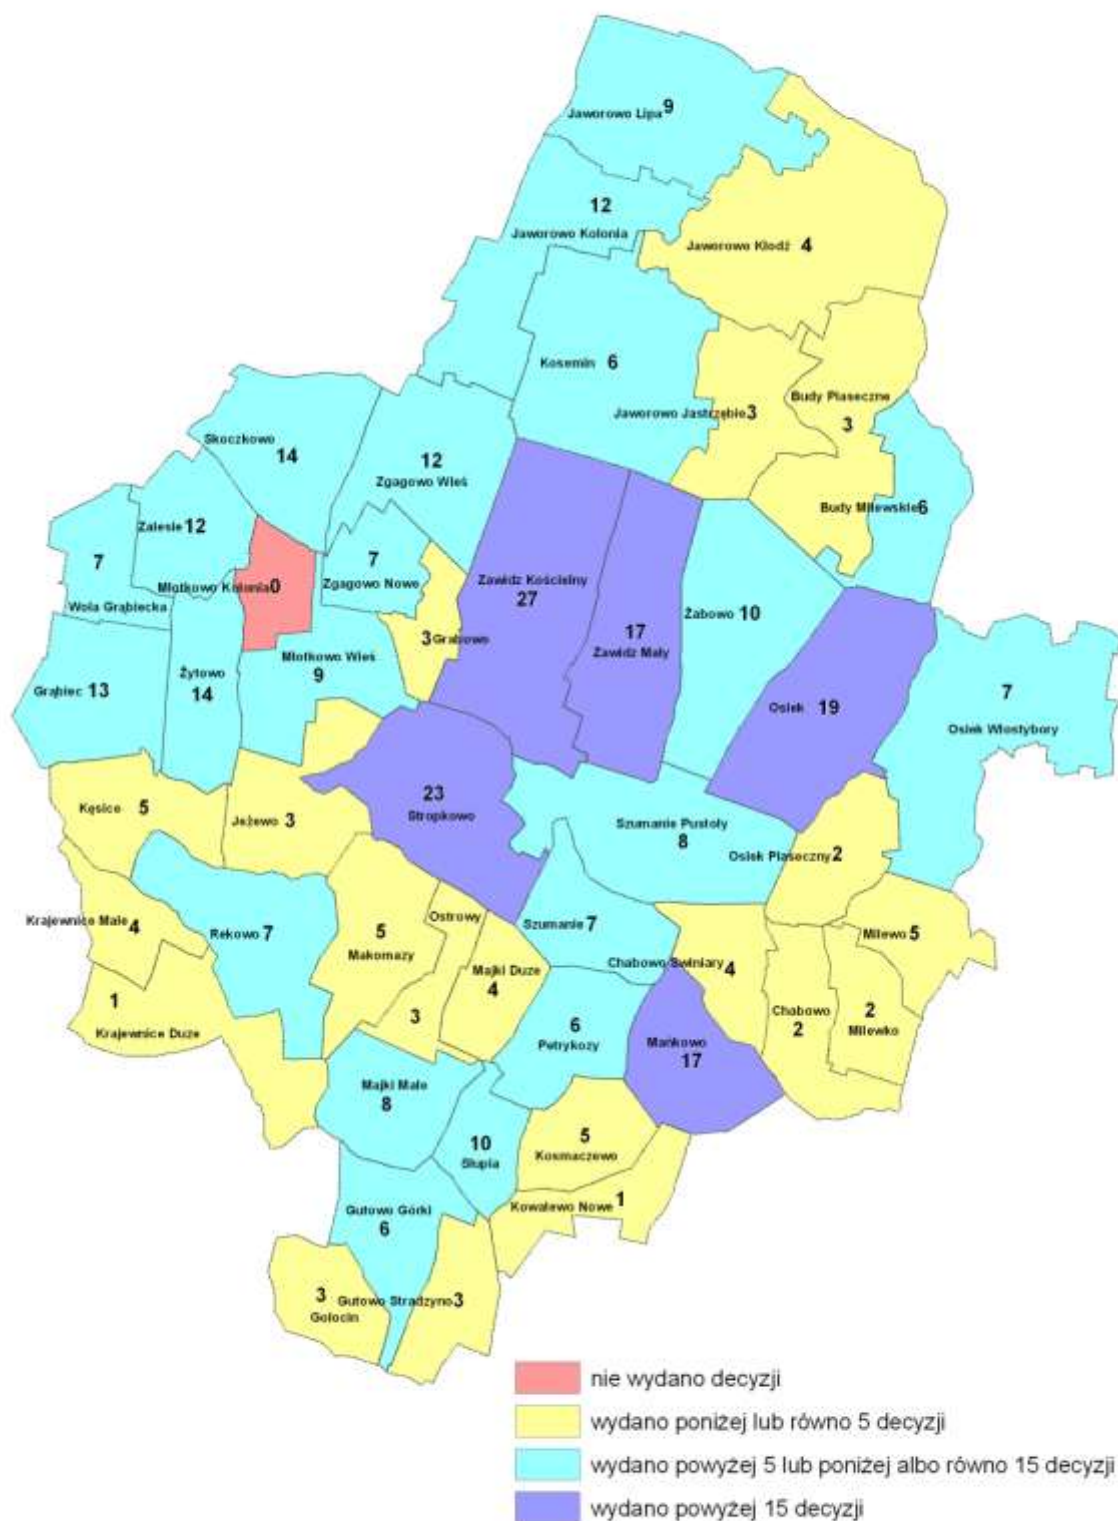 Jaworowo Lipa 9
12
Jaworowo Kolonia
Jaworowo Kłódź 4
Kosemin 6
Jaworowo Jastrzębie 3
Budy Piaseczne
3
Skoczkowo
14
12
Zgagowo Wieś
Budy Milewskie 6
Zalesie 12
7
Wola Grąbiecka
Młotkowo Kolonia 0
7
Zgagowo Nowe
Zawidz Kościelny
27
17
Zawidz Mały
Żabowo 10
3 Grabowo
Młotkowo Wieś
9
Grąbiec 13
Żytowo
14
Osiek 19
7
Osiek Włostybory
Kęsice 5
Jeżewo 3
23
Stropkowo
Szumanie Pustoły
8
Osiek Piaseczny 2
Krajewnice Małe 4
Rekowo 7
5
Makomazy
Ostrowy
3
Majki Duże
4
Szumanie 7
Chabowo Świniary 4
Milewo 5
1
Krajewnice Duże
6
Petrykozy
Mańkowo
17
Chabowo
2
2
Milewko
Majki Małe
8
10
Słupia
5
Kosmaczewo
Kowalewo Nowe 1
Gutowo Górki
6
3
Gołocin
Gutowo Stradzyno 3
nie wydano decyzji
wydano poniżej lub równo 5 decyzji
wydano powyżej 5 lub poniżej albo równo 15 decyzji
wydano powyżej 15 decyzji